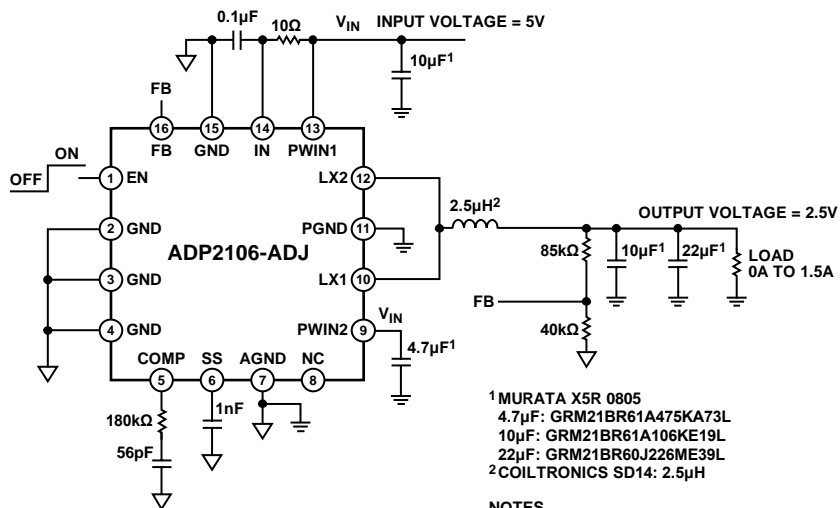 0.1µF
10Ω
VIN
INPUT VOLTAGE = 5V
10µF1
FB
16
15
14
13
FB
GND
IN
PWIN1
ON
OFF
1
EN
LX2
12
2.5µH2
OUTPUT VOLTAGE = 2.5V
2
GND
PGND
11
ADP2106-ADJ
85kΩ
10µF1
22µF1
LOAD
0A TO 1.5A
3
GND
LX1
10
FB
4
GND
PWIN2
9
VIN
40kΩ
4.7µF1
COMP
SS
AGND
NC
5
6
7
8
180kΩ
1nF
56pF
1 MURATA X5R 0805
4.7µF: GRM21BR61A475KA73L
10µF: GRM21BR61A106KE19L
22µF: GRM21BR60J226ME39L
2 COILTRONICS SD14: 2.5µH
NOTES